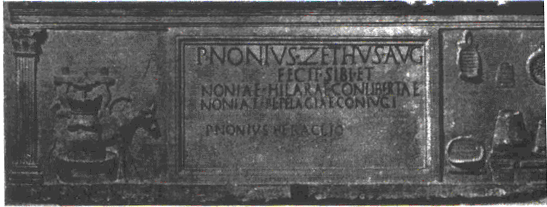 P·NONIVS·ZETHVS·AVG
FECIT·SIBI·ET
NONIAE·HILARAE·CONLIBERTAE
NONIAE·P·L·PELAGIAE·CONIVGI
P·NONIVS·HERACLIO